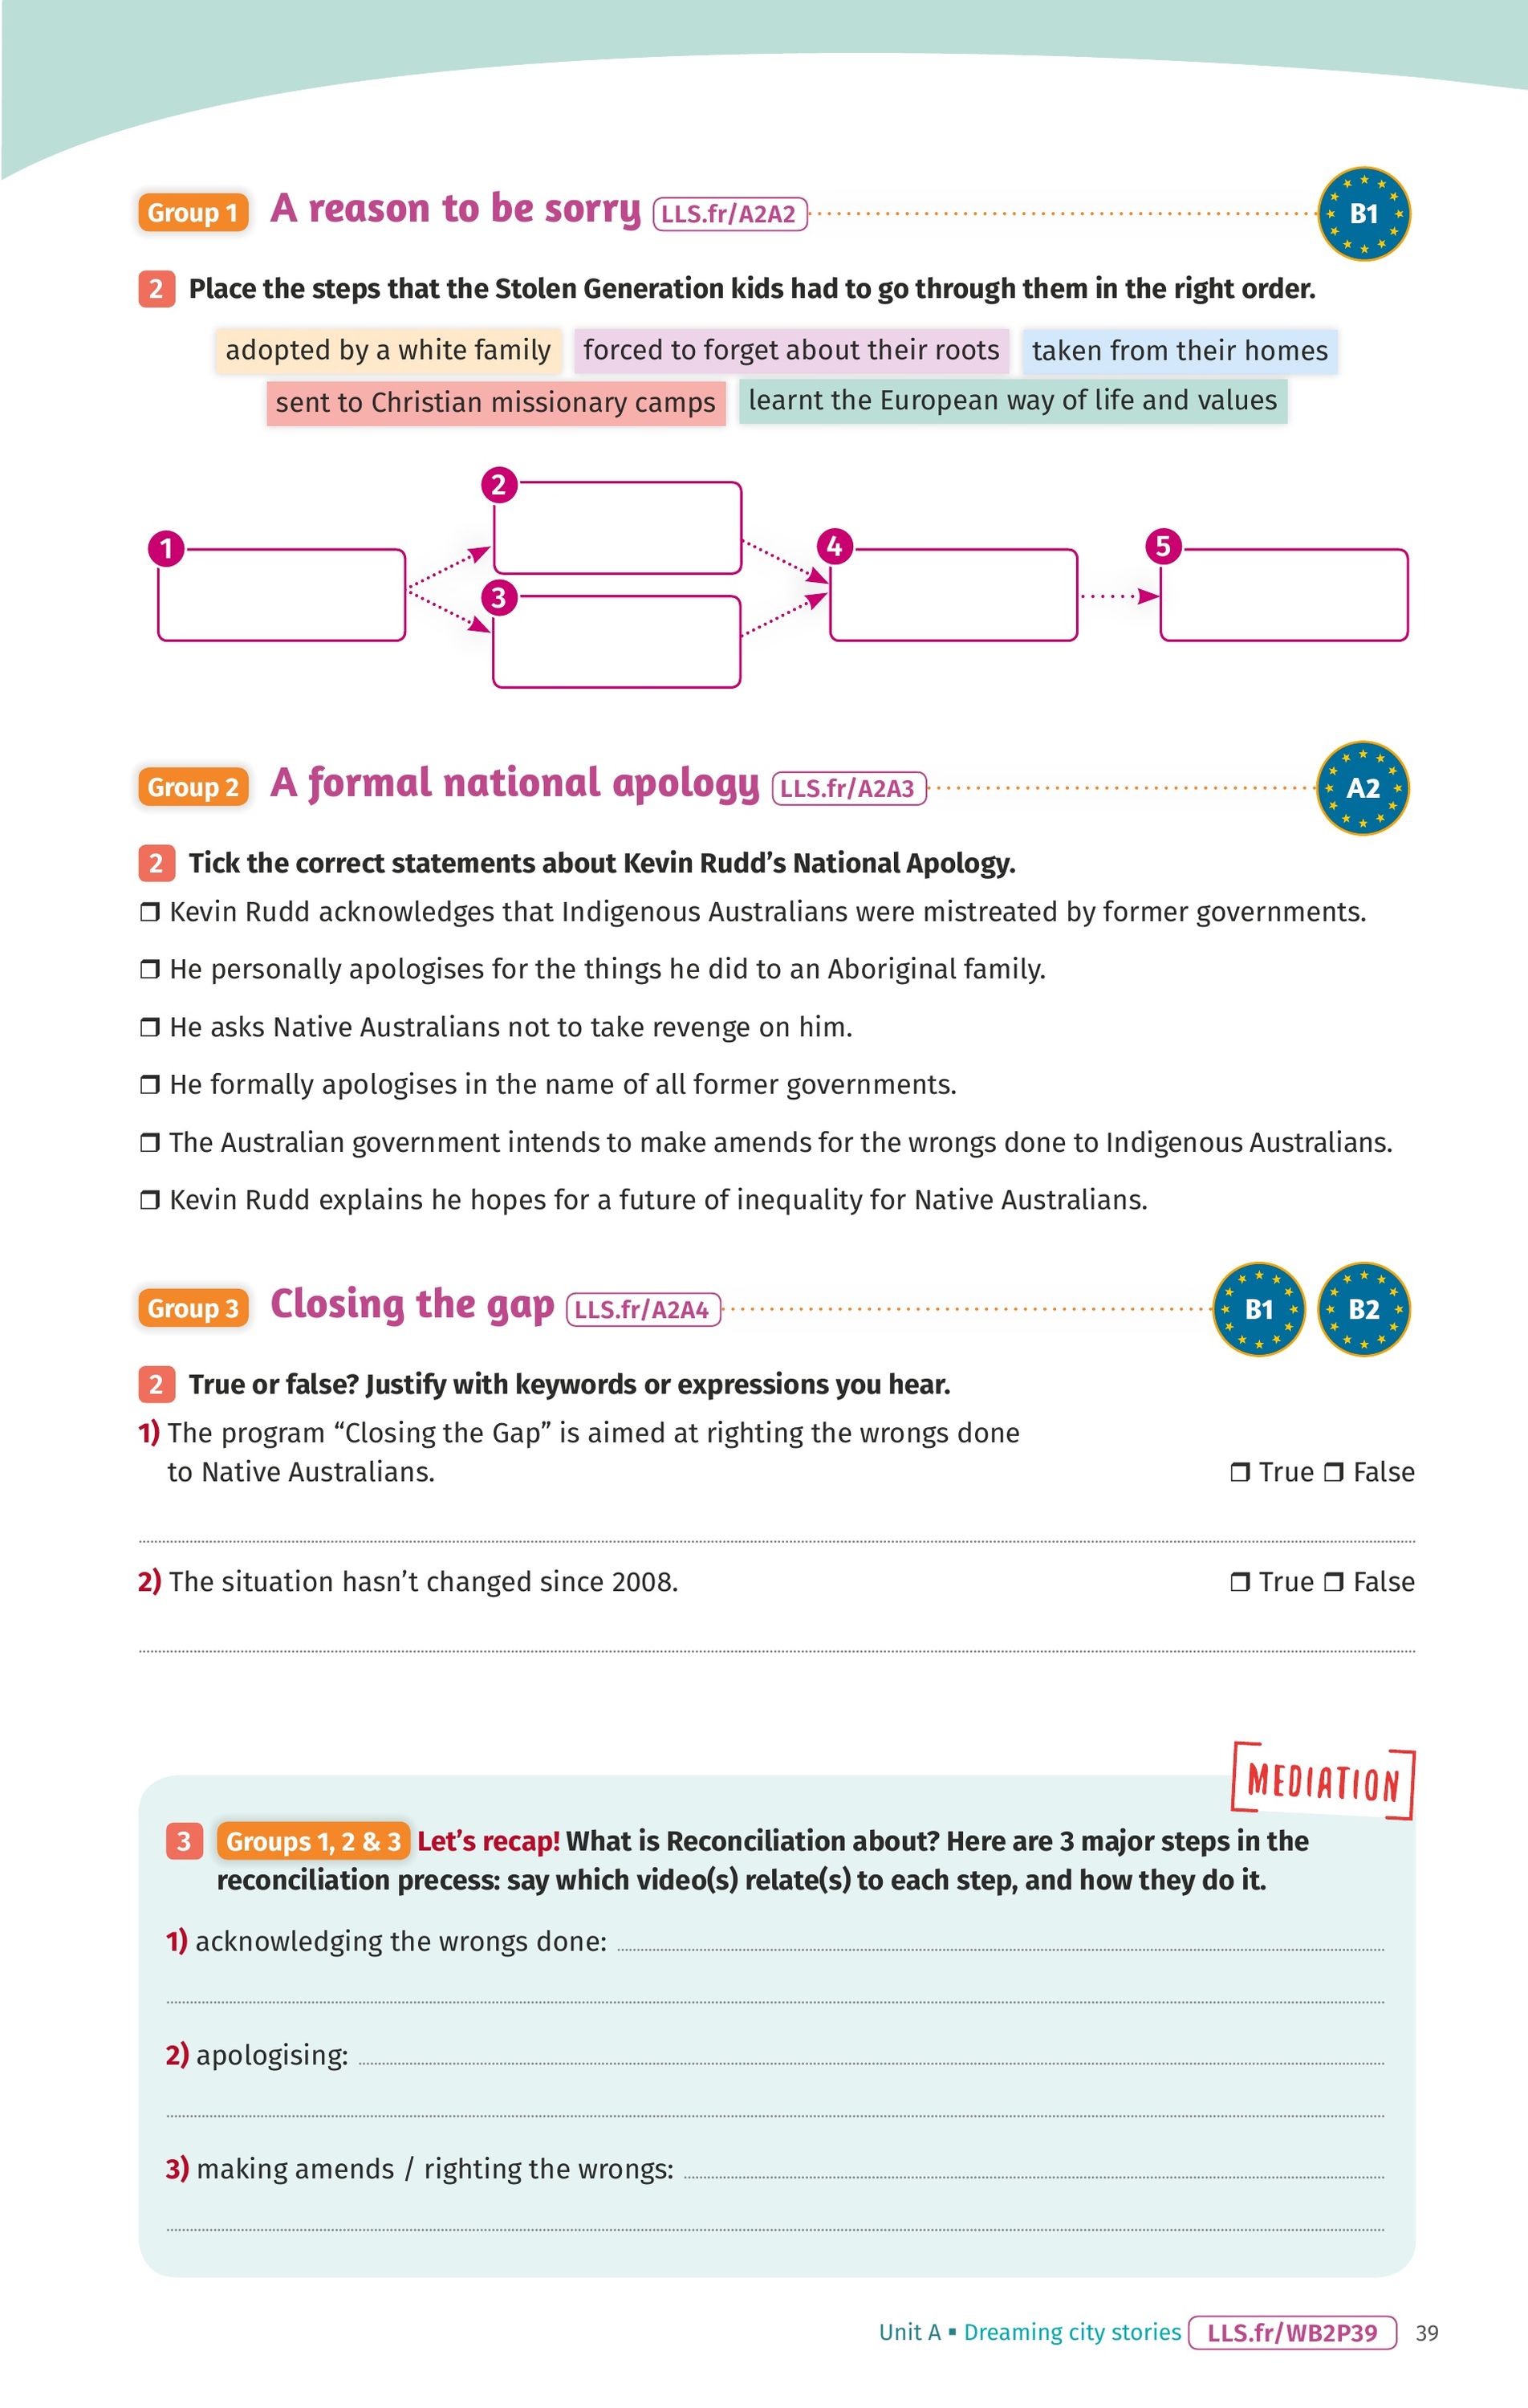 Group 1 A reason to be sorry LLS.fr/A2A2 B1
2 Place the steps that the Stolen Generation kids had to go through them in the right order.
adopted by a white family forced to forget about their roots taken from their homes
sent to Christian missionary camps learnt the European way of life and values
1 2 3 4 5
Group 2 A formal national apology LLS.fr/A2A3 A2
2 Tick the correct statements about Kevin Rudd's National Apology.
❒ Kevin Rudd acknowledges that Indigenous Australians were mistreated by former governments.
❒ He personally apologises for the things he did to an Aboriginal family.
❒ He asks Native Australians not to take revenge on him.
❒ He formally apologises in the name of all former governments.
❒ The Australian government intends to make amends for the wrongs done to Indigenous Australians.
❒ Kevin Rudd explains he hopes for a future of inequality for Native Australians.
Group 3 Closing the gap LLS.fr/A2A4 B1 B2
2 True or false? Justify with keywords or expressions you hear.
1) The program “Closing the Gap” is aimed at righting the wrongs done
to Native Australians. ❒ True ❒ False
2) The situation hasn't changed since 2008. ❒ True ❒ False
MEDIATION
3 Groups 1, 2 & 3 Let's recap! What is Reconciliation about? Here are 3 major steps in the
reconciliation precess: say which video(s) relate(s) to each step, and how they do it.
1) acknowledging the wrongs done:
2) apologising:
3) making amends / righting the wrongs:
Unit A ▪ Dreaming city stories LLS.fr/WB2P39 39